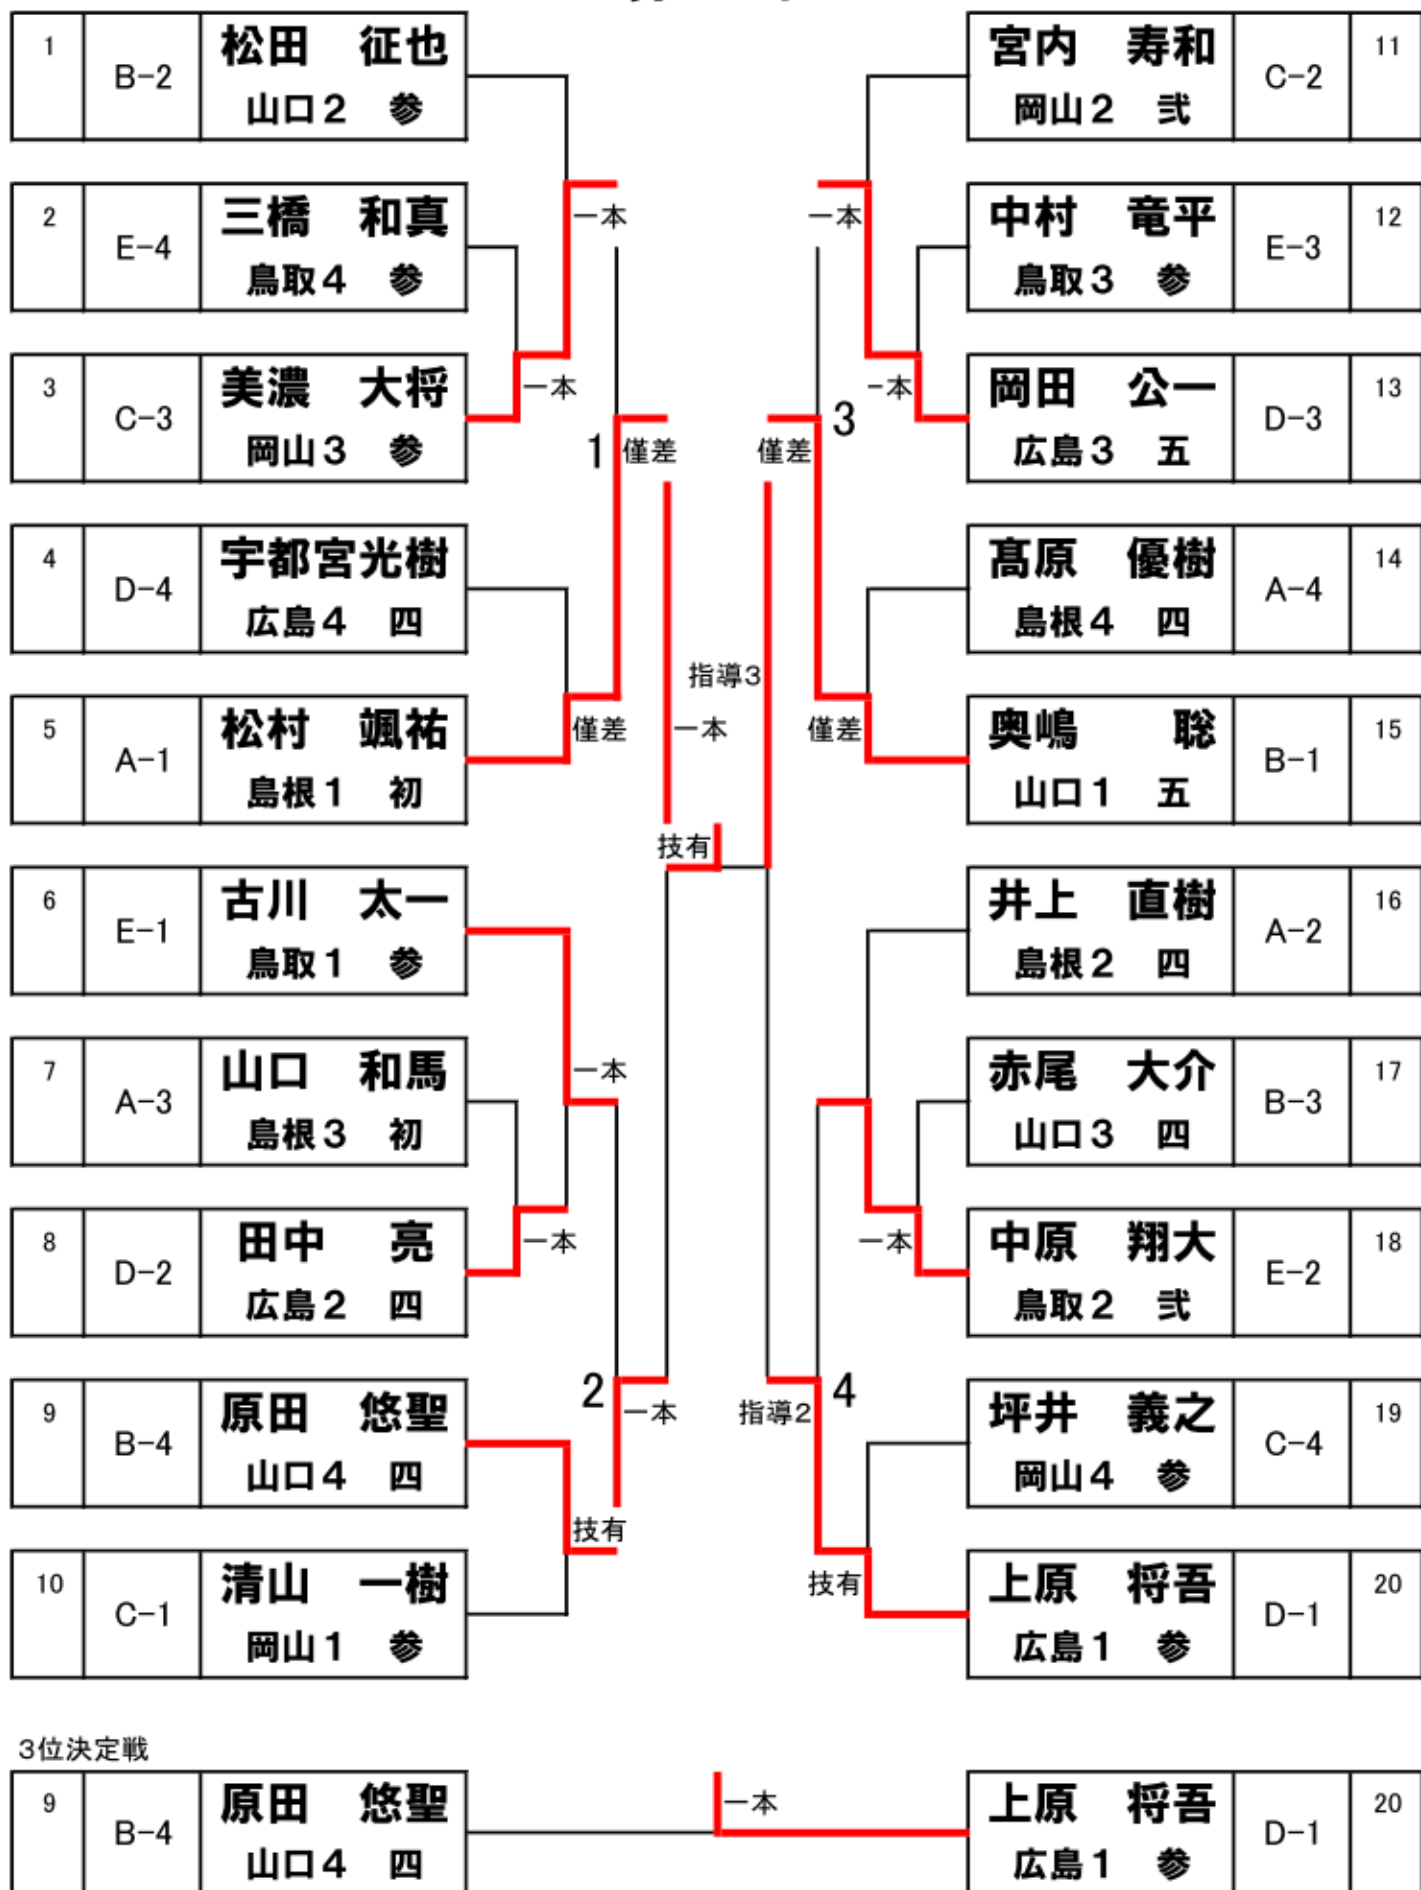 1 B-2 松田 征也
山口2 参
2 E-4 三橋 和真
鳥取4 参
3 C-3 美濃 大将
岡山3 参
4 D-4 宇都宮光樹
広島4 四
5 A-1 松村 颯祐
島根1 初
6 E-1 古川 太一
鳥取1 参
7 A-3 山口 和馬
島根3 初
8 D-2 田中 亮
広島2 四
9 B-4 原田 悠聖
山口4 四
10 C-1 清山 一樹
岡山1 参
一本
一本
1 僅差
僅差
一本
一本
2 一本
技有
指導3
一本
技有
一本
一本
僅差 3
僅差
一本
指導2 4
技有
宮内 寿和 C-2 11
岡山2 弐
中村 竜平 E-3 12
鳥取3 参
岡田 公一 D-3 13
広島3 五
髙原 優樹 A-4 14
島根4 四
奥嶋 聡 B-1 15
山口1 五
井上 直樹 A-2 16
島根2 四
赤尾 大介 B-3 17
山口3 四
中原 翔大 E-2 18
鳥取2 弐
坪井 義之 C-4 19
岡山4 参
上原 将吾 D-1 20
広島1 参
3位決定戦
9 B-4 原田 悠聖
山口4 四
一本
上原 将吾 D-1 20
広島1 参